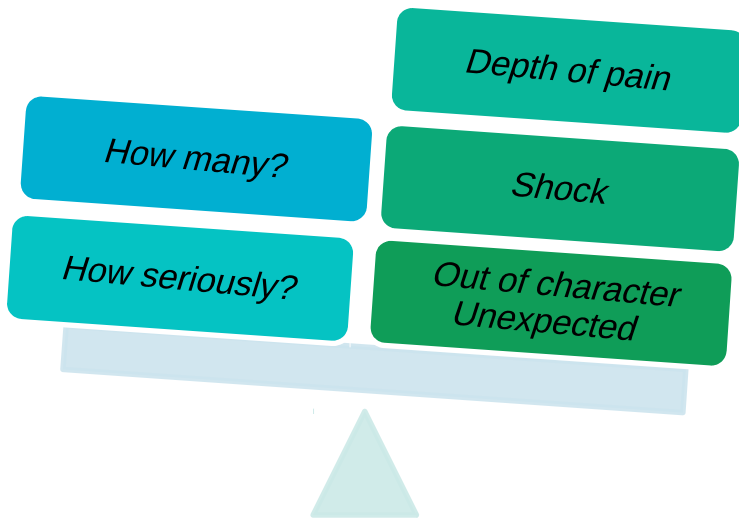 How many?
How seriously?
Depth of pain
Shock
Out of character
Unexpected